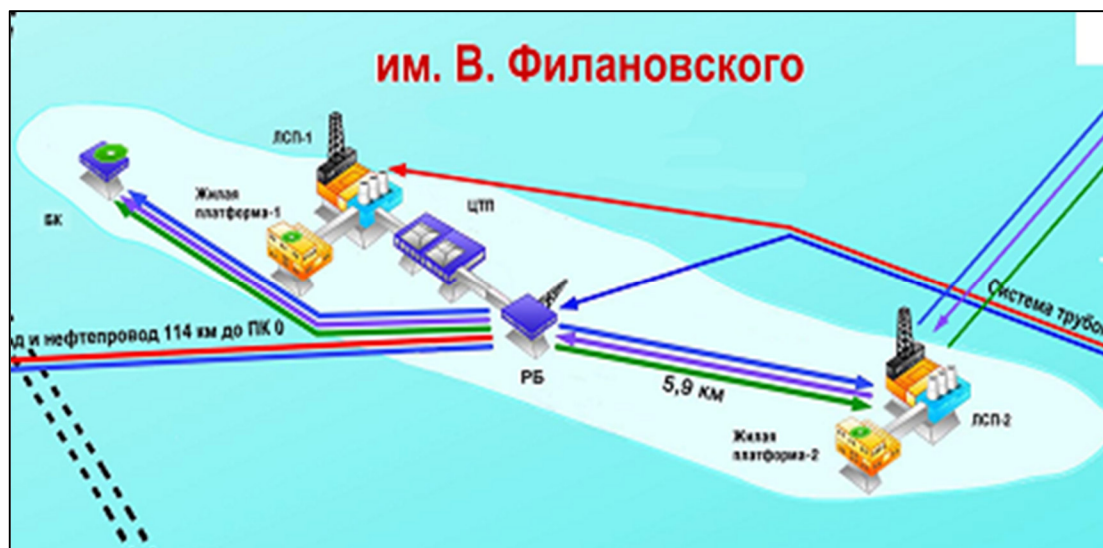 им. В. Филановского
ЛСП-1
Жилая
платформа-1
ЦТП
БК
Система трубо
од и нефтепровод 114 км до ПК 0
РБ
5,9 км
ЛСП-2
Жилая
платформа-2